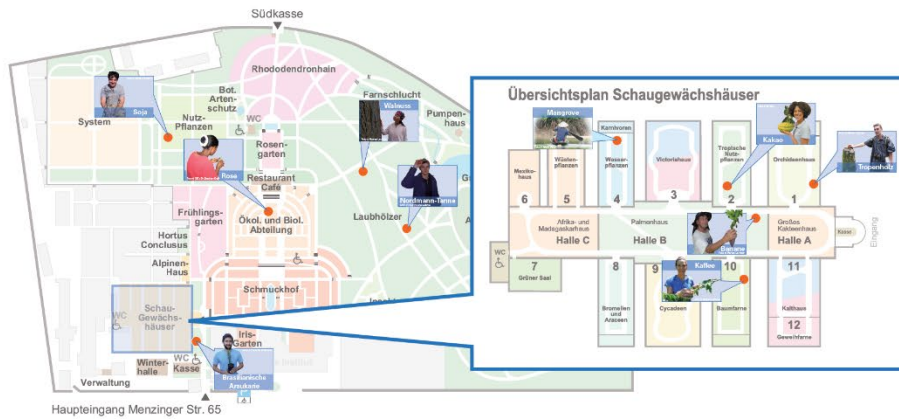 Südkasse
Rhododendronhain
Bot.
Arten-
schutz
WC
Farnschlucht
Walnuss
Pumpen-
haus
Soja
System
Nutz-
Pflanzen
Rosen-
garten
Rose
Restaurant
Café
Nordmann-Tanne
Laubhölzer
Frühlings-
garten
Ökol. und Biol.
Abteilung
Hortus
Conclusus
Alpinen-
Haus
Schmuckhof
Schau-
Gewächs-
häuser
WC
Iris-
Garten
Winter-
halle
WC
Kasse
Brasilianische
Araukarie
Verwaltung
Haupteingang Menzinger Str. 65
Übersichtsplan Schaugewächshäuser
Mangrove
Karnivoren
Kakao
Tropenholz
Mexiko-
haus
Wüsten-
pflanzen
Wasser-
pflanzen
Victoriahaus
Tropische
Nutz-
pflanzen
Orchideenhaus
6
5
4
3
2
1
Afrika- und
Madagaskarhaus
Halle C
Palmenhaus
Halle B
Banane
Großes
Kakteenhaus
Halle A
Kasse
Eingang
WC
7
Grüner Saal
8
9
Kaffee
10
11
Bromelien
und
Araceen
Cycadeen
Baumfarne
Kalthaus
12
Geweihfarne